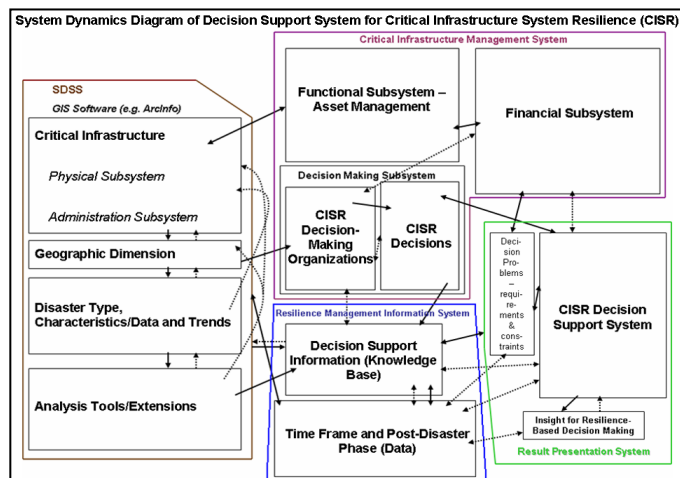 System Dynamics Diagram of Decision Support System for Critical Infrastructure System Resilience (CISR)
SDSS
GIS Software (e.g. ArcInfo)
Critical Infrastructure
Physical Subsystem
Administration Subsystem
Geographic Dimension
Disaster Type,
Characteristics/Data and Trends
Analysis Tools/Extensions
Critical Infrastructure Management System
Functional Subsystem –
Asset Management
Financial Subsystem
Decision Making Subsystem
CISR
Decision-
Making
Organizations
CISR
Decisions
Resilience Management Information System
Decision Support
Information (Knowledge
Base)
Time Frame and Post-Disaster
Phase (Data)
Deci-
sion
Pro-
blems
–
requi-
re-
ments
&
cons-
traints
CISR Decision
Support System
Insight for Resilience-
Based Decision Making
Result Presentation System